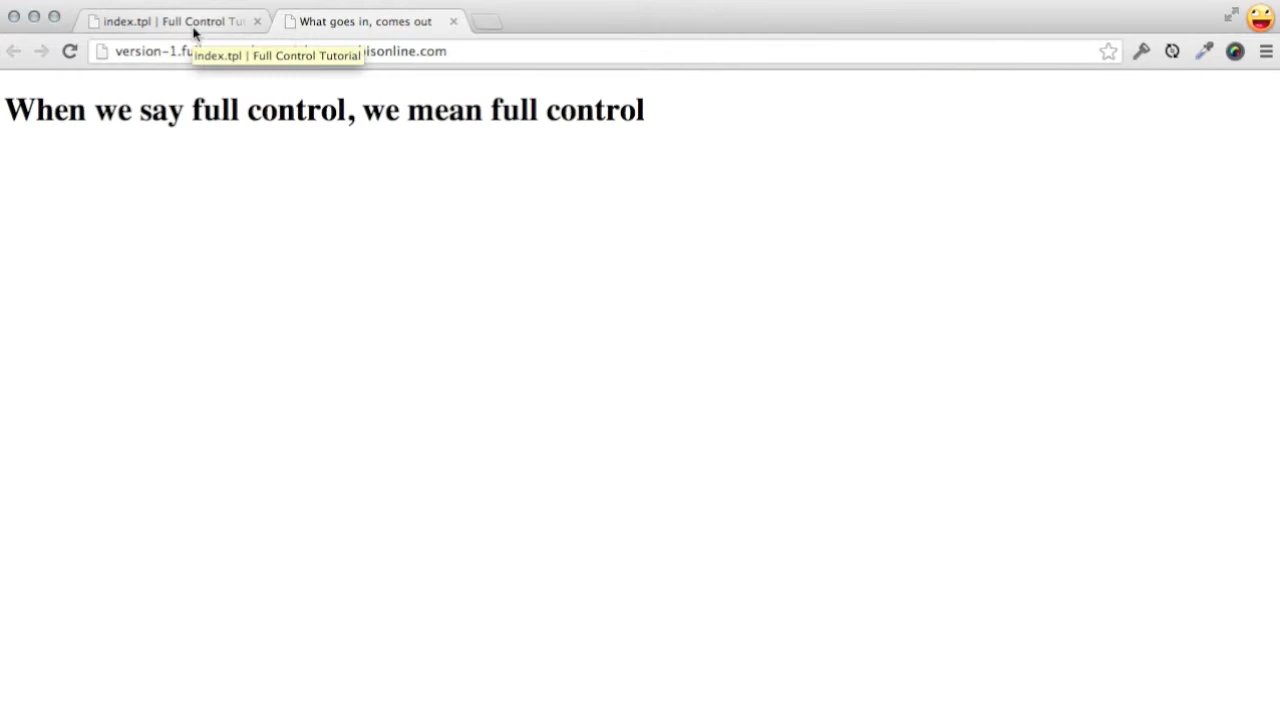 index.tpl | Full Control Tu
What goes in, comes out
version-1.fu
isonline.com
index.tpl | Full Control Tutorial
When we say full control, we mean full control